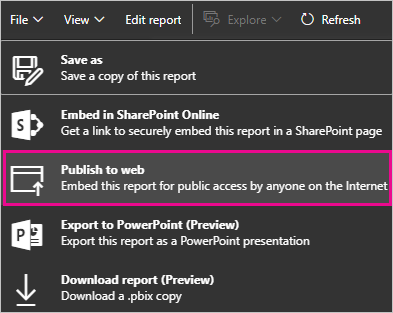 File View Edit report Explore Refresh
Save as
Save a copy of this report
S
Embed in SharePoint Online
Get a link to securely embed this report in a SharePoint page
Publish to web
Embed this report for public access by anyone on the Internet
P
Export to PowerPoint (Preview)
Export this report as a PowerPoint presentation
Download report (Preview)
Download a .pbix copy